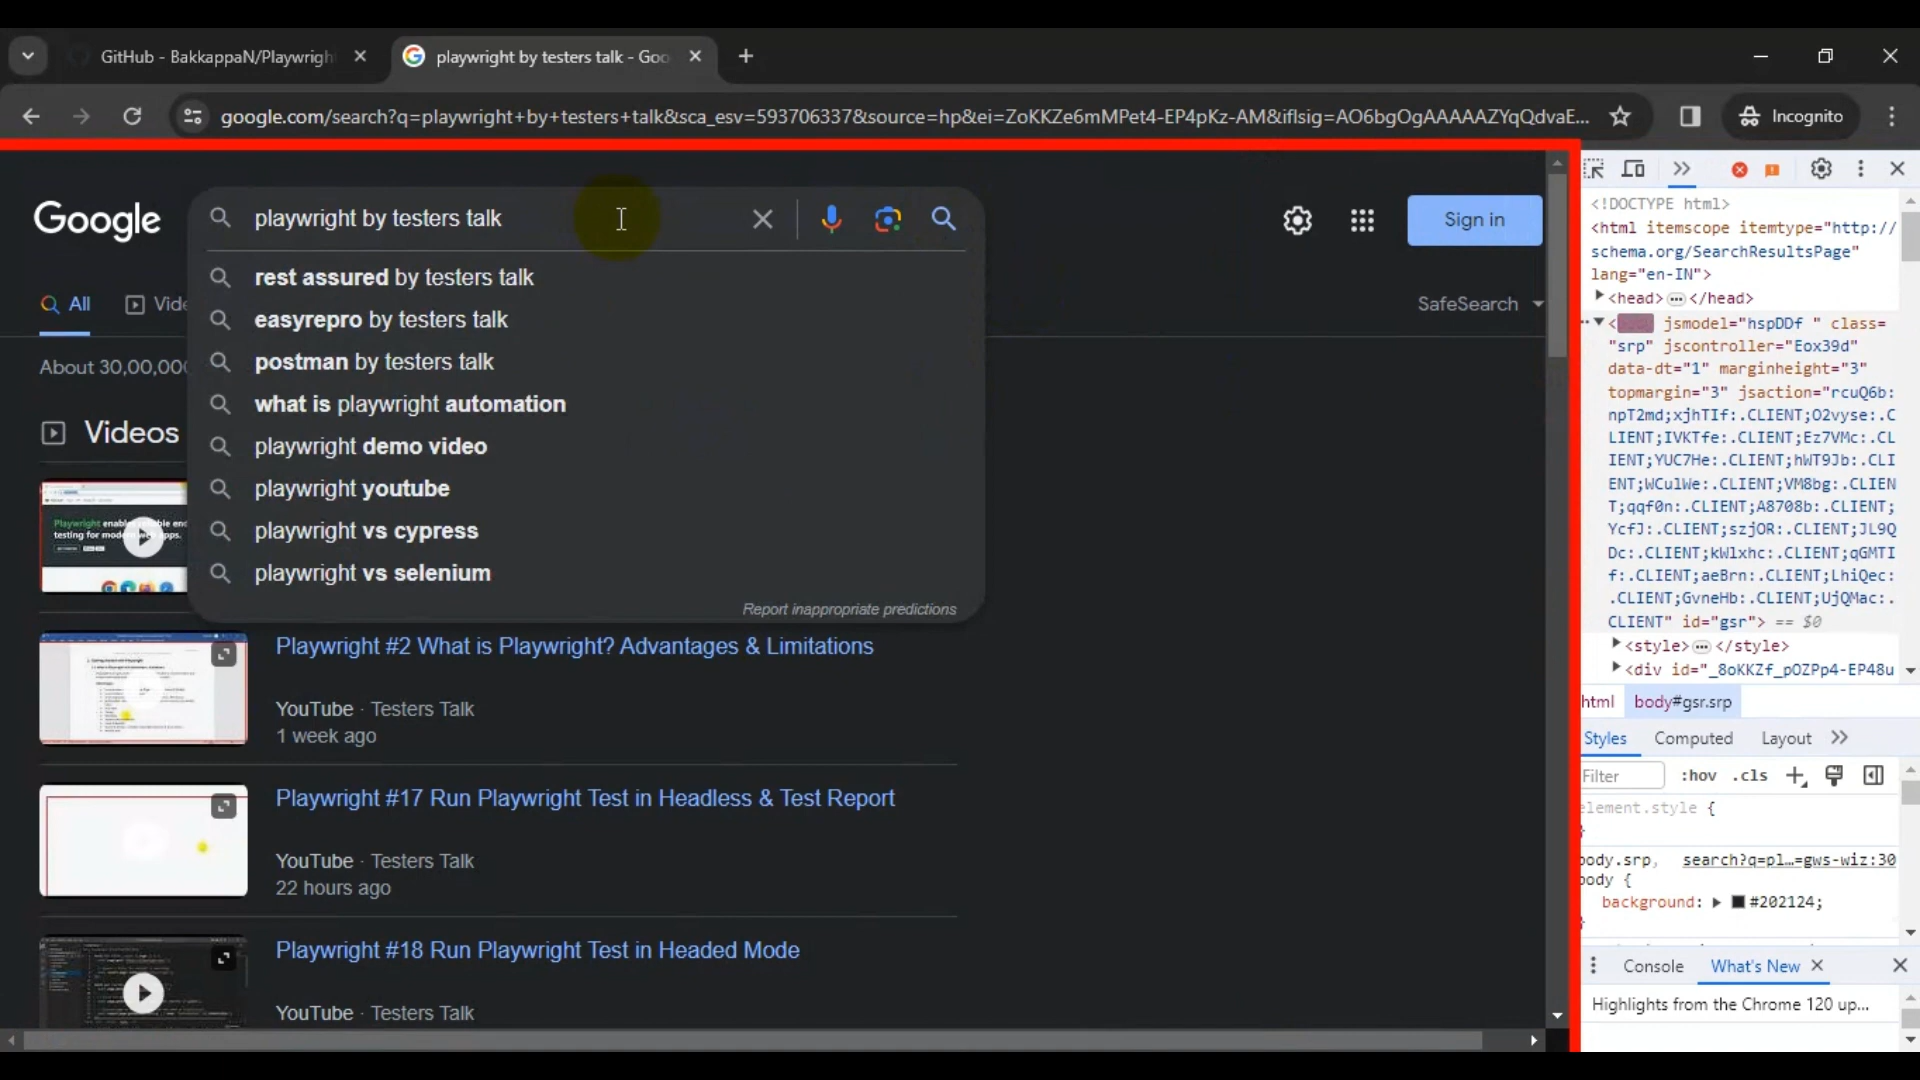 GitHub - BakkappaN/Playwrigh
playwright by testers talk - Goo
google.com/search?q=playwright+by+testers+talk&sca_esv=593706337&source=hp&ei=ZoKKZe6mMPet4-EP4pKz-AM&iflsig=AO6bgOgAAAAAZYqQdvaE...
Incognito
Google
playwright by testers talk
Sign in
rest assured by testers talk
easyrepro by testers talk
postman by testers talk
what is playwright automation
playwright demo video
playwright youtube
playwright vs cypress
playwright vs selenium
Report inappropriate predictions
All
Vide
SafeSearch
About 30,00,000
Videos
Playwright #2 What is Playwright? Advantages & Limitations
YouTube · Testers Talk
1 week ago
Playwright #17 Run Playwright Test in Headless & Test Report
YouTube · Testers Talk
22 hours ago
Playwright #18 Run Playwright Test in Headed Mode
YouTube · Testers Talk
<!DOCTYPE html>
<html itemscope itemtype="http://
schema.org/SearchResultsPage"
lang="en-IN">
<head> </head>
jsmodel="hspDDf " class=
"srp" jscontroller="Eox39d"
data-dt="1" marginheight="3"
topmargin="3" jsaction="rcuQ6b:
npT2md;xjhTIf:.CLIENT;O2vyse:.C
LIENT;IVKTfe:.CLIENT;Ez7VMc:.CL
IENT;YUC7He:.CLIENT;hWT9Jb:.CLI
ENT;WCulWe:.CLIENT;VM8bg:.CLIEN
T;qqf0n:.CLIENT;A8708b:.CLIENT;
YcfJ:.CLIENT;szjOR:.CLIENT;JL9Q
Dc:.CLIENT;kWlxhc:.CLIENT;qGMTI
f:.CLIENT;aeBrn:.CLIENT;LhiQec:
.CLIENT;GvneHb:.CLIENT;UjQMac:.
CLIENT" id="gsr"> == $0
<style> </style>
<div id="_8oKKZf_pOZPp4-EP48u
html body#gsr.srp
Styles Computed Layout
Filter :hov .cls
element.style {
}
body.srp, search?q=pl…=gws-wiz:30
body {
background: #202124;
}
Console What's New
Highlights from the Chrome 120 up...